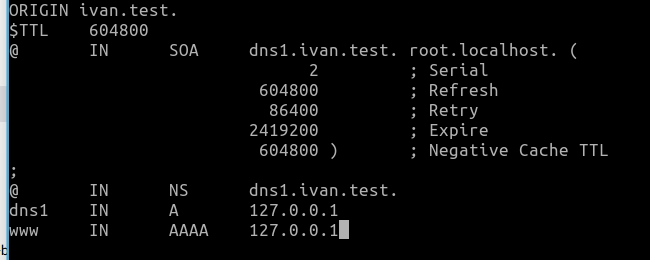 ORIGIN ivan.test.
$TTL    604800
@       IN      SOA     dns1.ivan.test. root.localhost. (
                              2         ; Serial
                         604800         ; Refresh
                          86400         ; Retry
                        2419200         ; Expire
                         604800 )       ; Negative Cache TTL
;
@       IN      NS      dns1.ivan.test.
dns1    IN      A       127.0.0.1
www     IN      AAAA    127.0.0.1